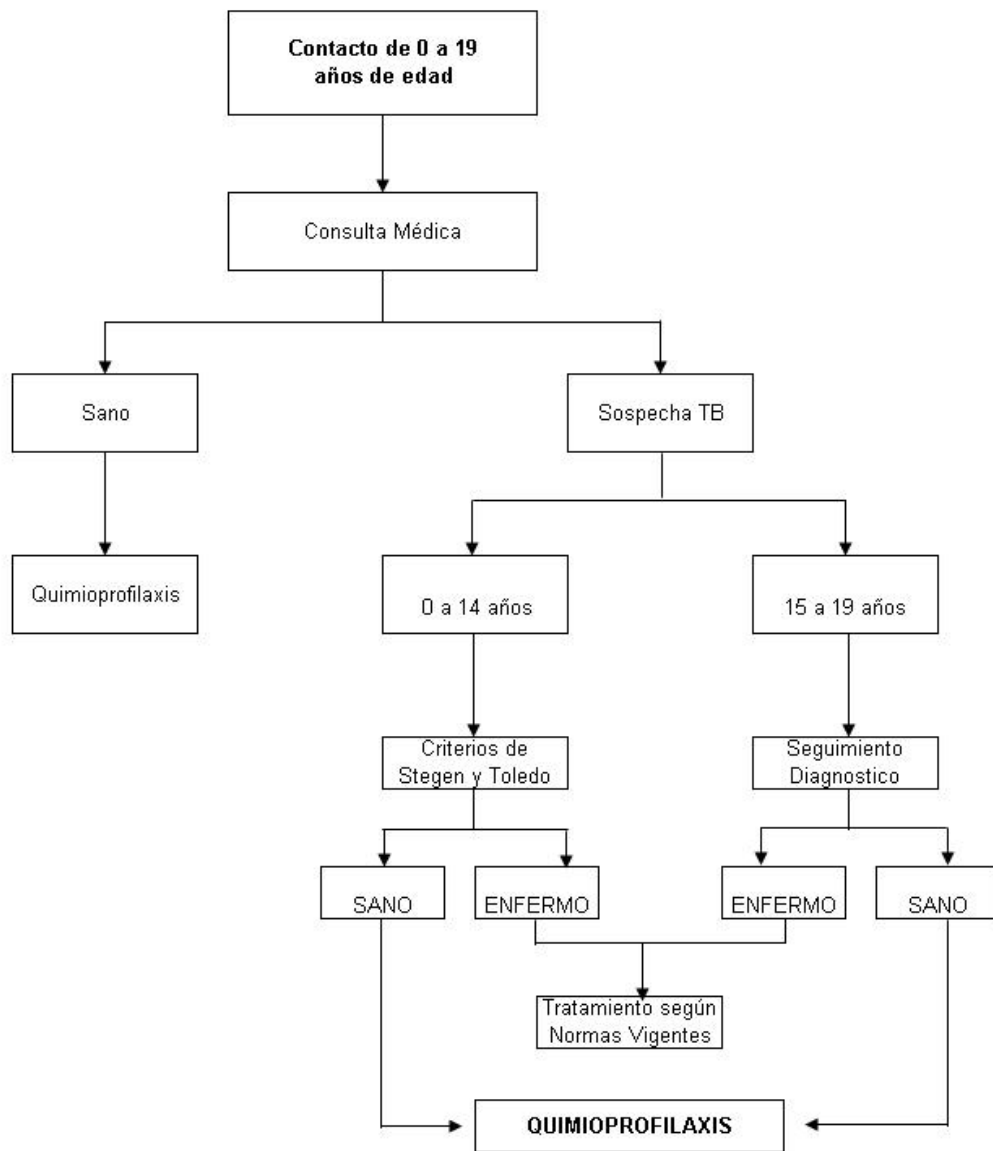 Contacto de 0 a 19
años de edad
Consulta Médica
Sano
Sospecha TB
Quimioprofilaxis
0 a 14 años
15 a 19 años
Criterios de
Stegen y Toledo
Seguimiento
Diagnostico
SANO
ENFERMO
ENFERMO
SANO
Tratamiento según
Normas Vigentes
QUIMIOPROFILAXIS